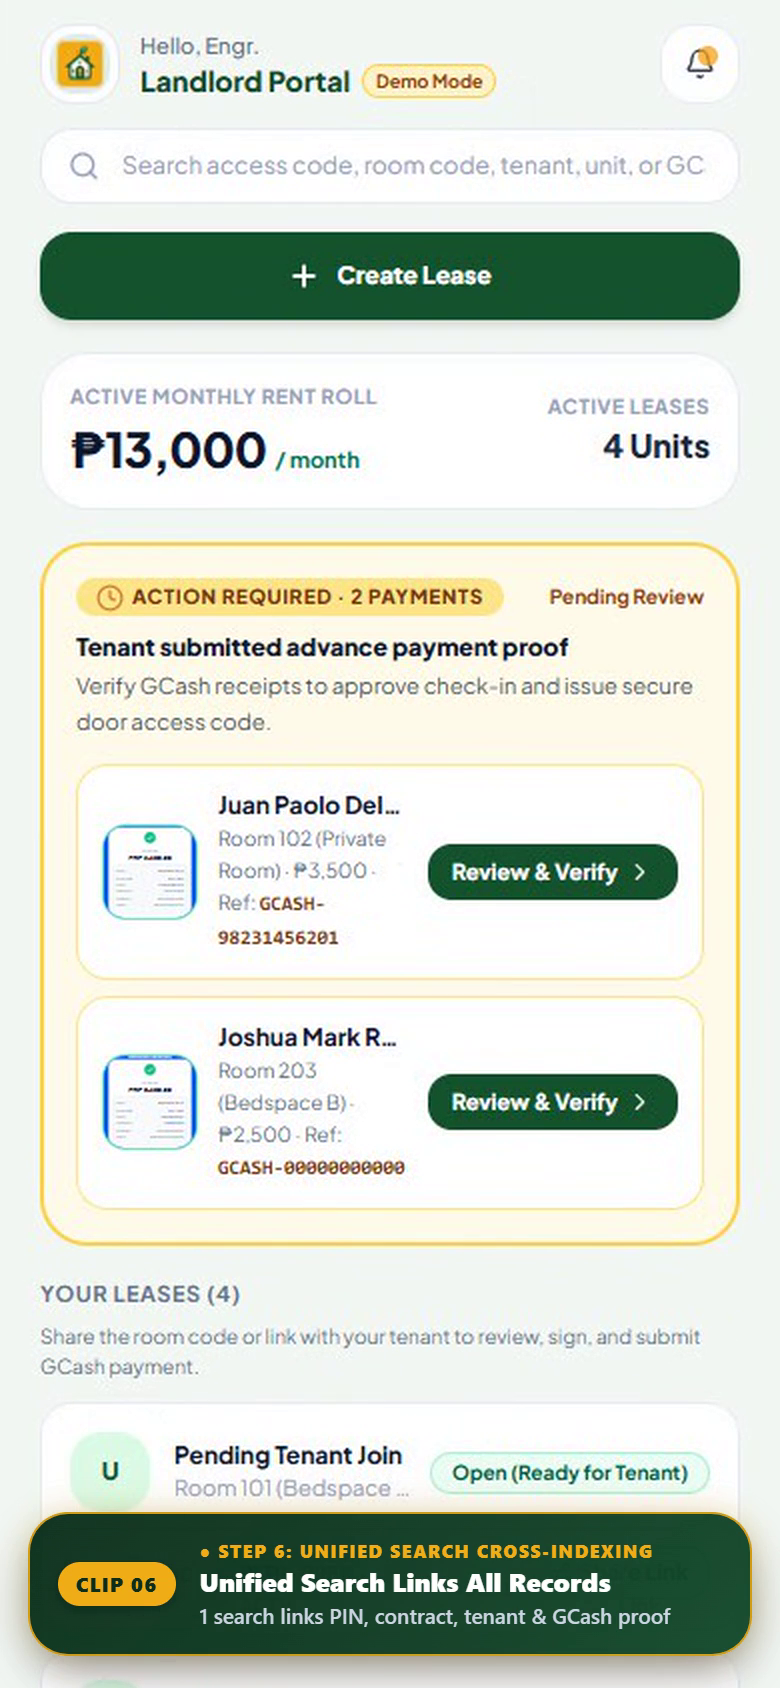 Hello, Engr.
Landlord Portal
Demo Mode
Search access code, room code, tenant, unit, or GC
+ Create Lease
ACTIVE MONTHLY RENT ROLL
₱13,000 / month
ACTIVE LEASES
4 Units
ACTION REQUIRED · 2 PAYMENTS
Pending Review
Tenant submitted advance payment proof
Verify GCash receipts to approve check-in and issue secure
door access code.
Juan Paolo Del...
Room 102 (Private
Room) · ₱3,500 ·
Ref: GCASH-
98231456201
Review & Verify
Joshua Mark R...
Room 203
(Bedspace B) ·
₱2,500 · Ref:
GCASH-00000000000
Review & Verify
YOUR LEASES (4)
Share the room code or link with your tenant to review, sign, and submit
GCash payment.
U
Pending Tenant Join
Room 101 (Bedspace ...
Open (Ready for Tenant)
CLIP 06
• STEP 6: UNIFIED SEARCH CROSS-INDEXING
Unified Search Links All Records
1 search links PIN, contract, tenant & GCash proof